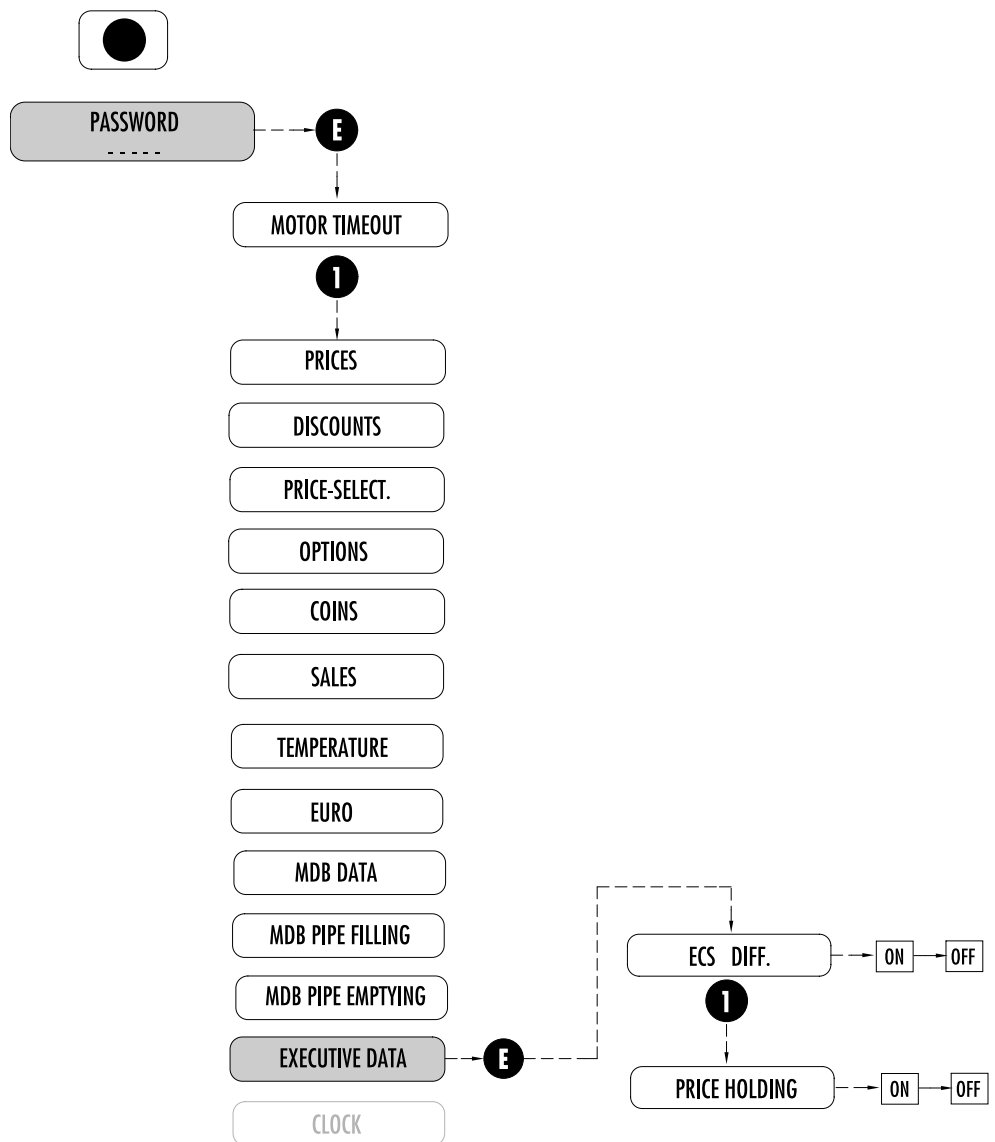 PASSWORD
- - - - -
E
MOTOR TIMEOUT
1
PRICES
DISCOUNTS
PRICE-SELECT.
OPTIONS
COINS
SALES
TEMPERATURE
EURO
MDB DATA
MDB PIPE FILLING
MDB PIPE EMPTYING
EXECUTIVE DATA
E
CLOCK
ECS DIFF.
ON
OFF
1
PRICE HOLDING
ON
OFF